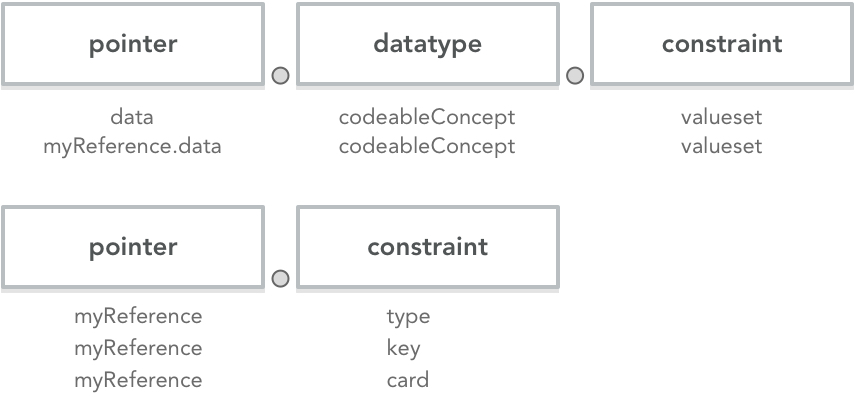 pointer datatype constraint
data codeableConcept valueset
myReference.data codeableConcept valueset
pointer constraint
myReference type
myReference key
myReference card